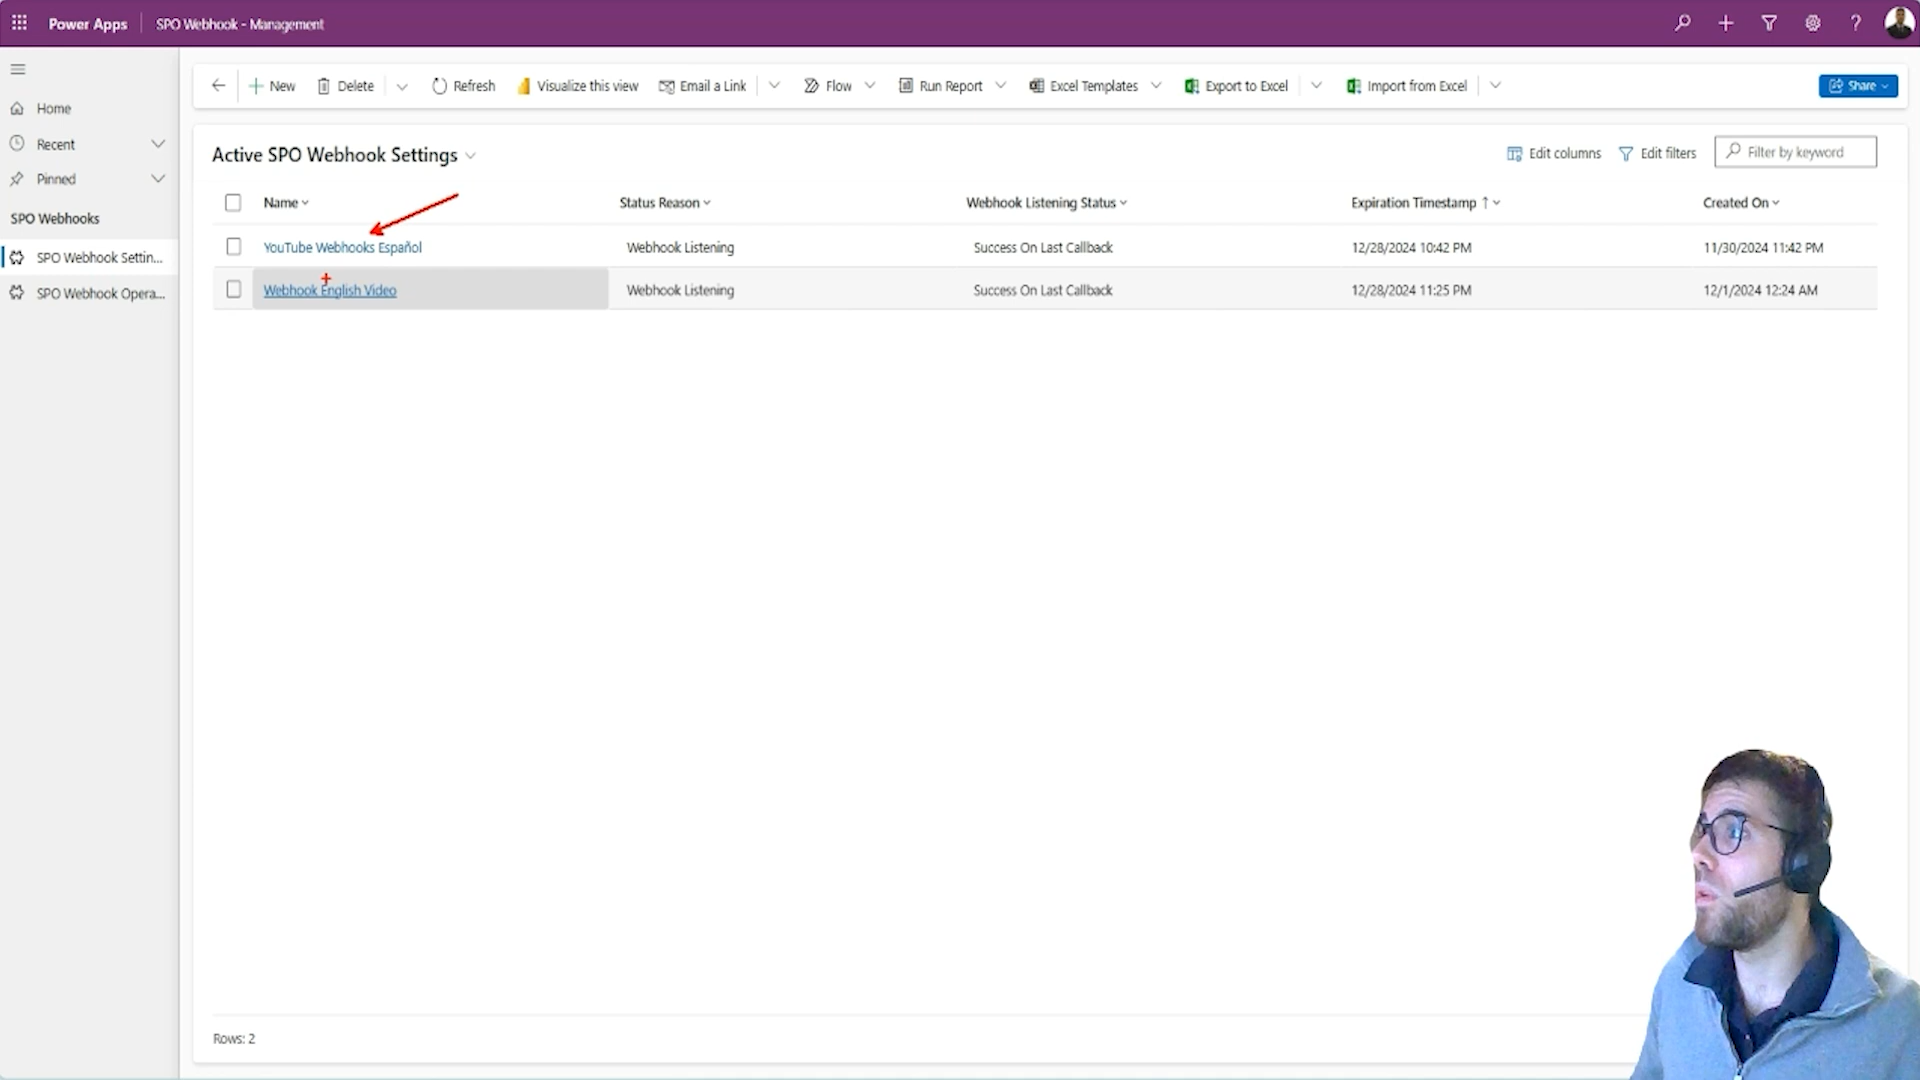 Power Apps
SPO Webhook - Management
New
Delete
Refresh
Visualize this view
Email a Link
Flow
Run Report
Excel Templates
Export to Excel
Import from Excel
Share
Home
Recent
Pinned
SPO Webhooks
SPO Webhook Settin...
SPO Webhook Opera...
Active SPO Webhook Settings
Edit columns
Edit filters
Filter by keyword
Name Status Reason Webhook Listening Status Expiration Timestamp ↑ Created On
YouTube Webhooks Español Webhook Listening Success On Last Callback 12/28/2024 10:42 PM 11/30/2024 11:42 PM
Webhook English Video Webhook Listening Success On Last Callback 12/28/2024 11:25 PM 12/1/2024 12:24 AM
Rows: 2